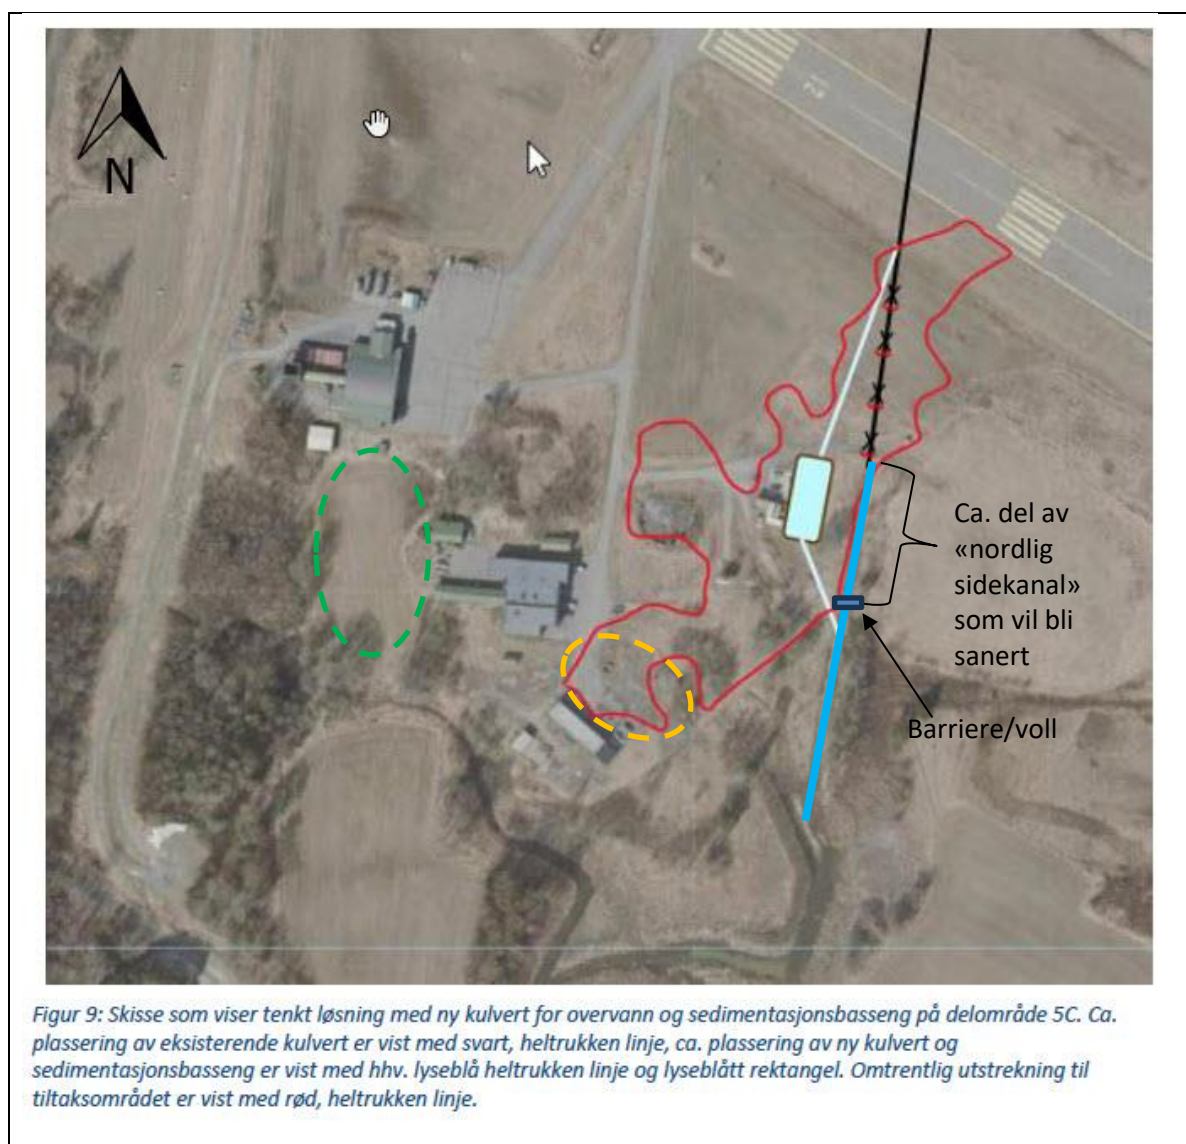 N
Ca. del av
«nordlig
sidekanal»
som vil bli
sanert
Barriere/voll
Figur 9: Skisse som viser tenkt løsning med ny kulvert for overvann og sedimentasjonsbasseng på delområde 5C. Ca.
plassering av eksisterende kulvert er vist med svart, heltrukken linje, ca. plassering av ny kulvert og
sedimentasjonsbasseng er vist med hhv. lyseblå heltrukken linje og lyseblått rektangel. Omtrentlig utstrekning til
tiltaksområdet er vist med rød, heltrukken linje.